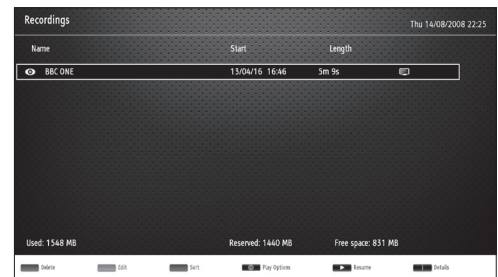 Recordings Thu 14/08/2008 22:25
Name Start Length
BBC ONE 13/04/16 16:46 5m 9s
Used: 1548 MB Reserved: 1440 MB Free space: 831 MB
Delete Edit Sort Play Options Resume Details